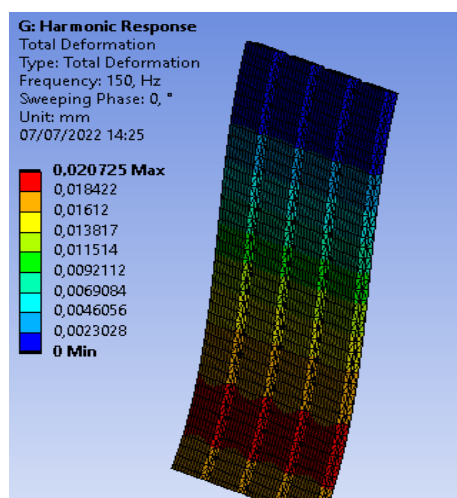 G: Harmonic Response
Total Deformation
Type: Total Deformation
Frequency: 150, Hz
Sweeping Phase: 0, °
Unit: mm
07/07/2022 14:25
0,020725 Max
0,018422
0,01612
0,013817
0,011514
0,0092112
0,0069084
0,0046056
0,0023028
0 Min